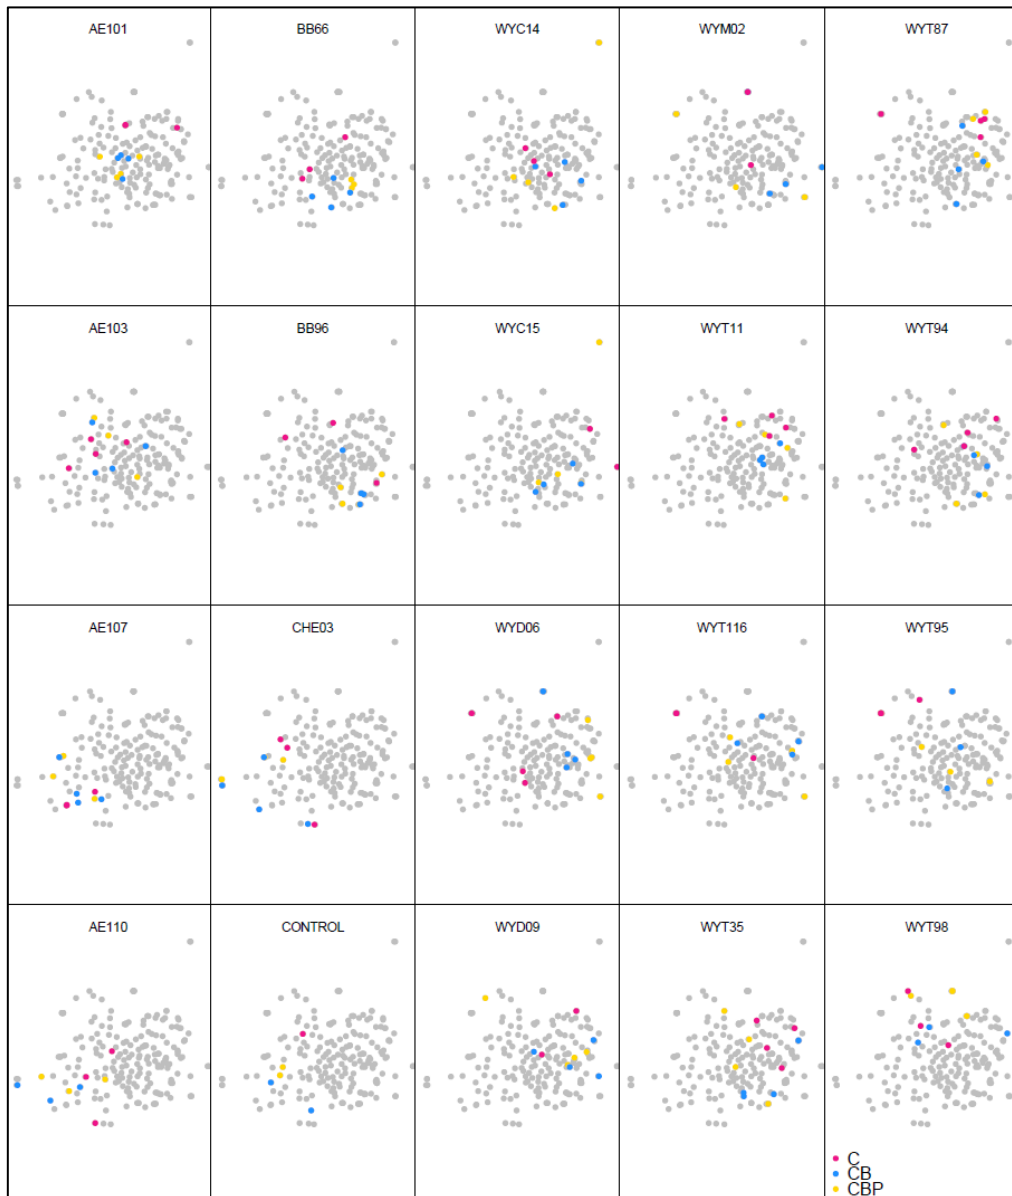 AE101
BB66
WYC14
WYM02
WYT87
AE103
BB96
WYC15
WYT11
WYT94
AE107
CHE03
WYD06
WYT116
WYT95
AE110
CONTROL
WYD09
WYT35
WYT98
C
CB
CBP